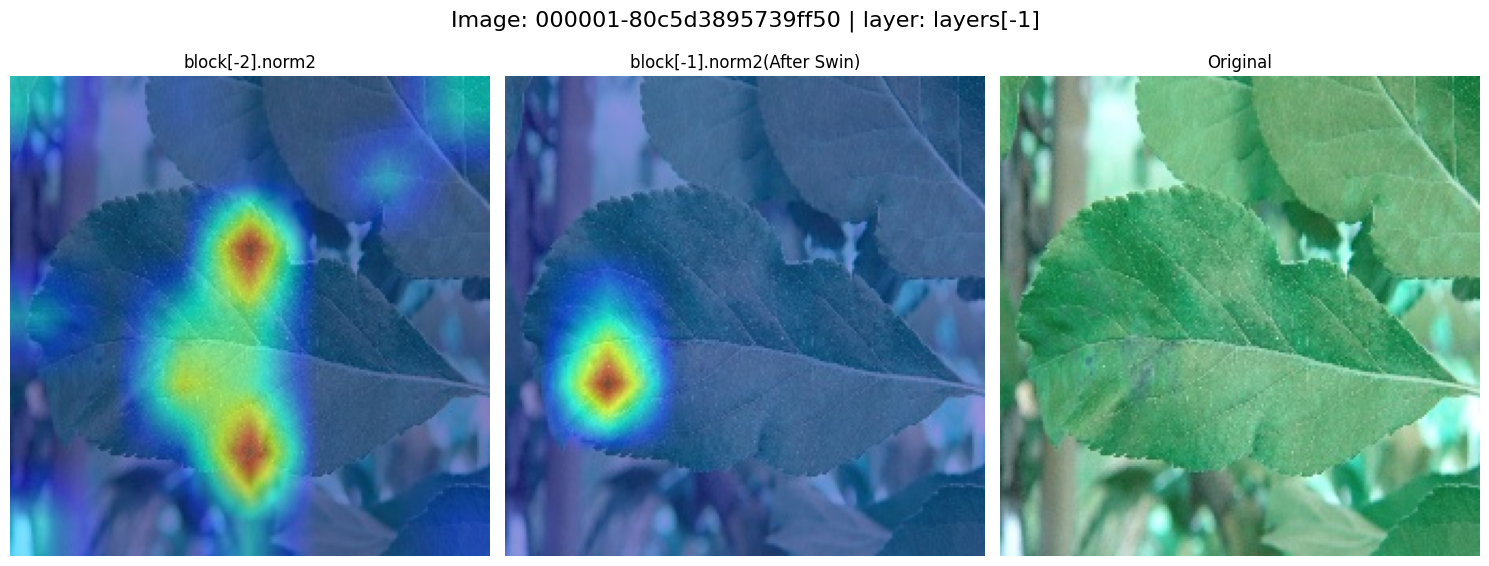 Image: 000001-80c5d3895739ff50 | layer: layers[-1]
block[-2].norm2
block[-1].norm2(After Swin)
Original